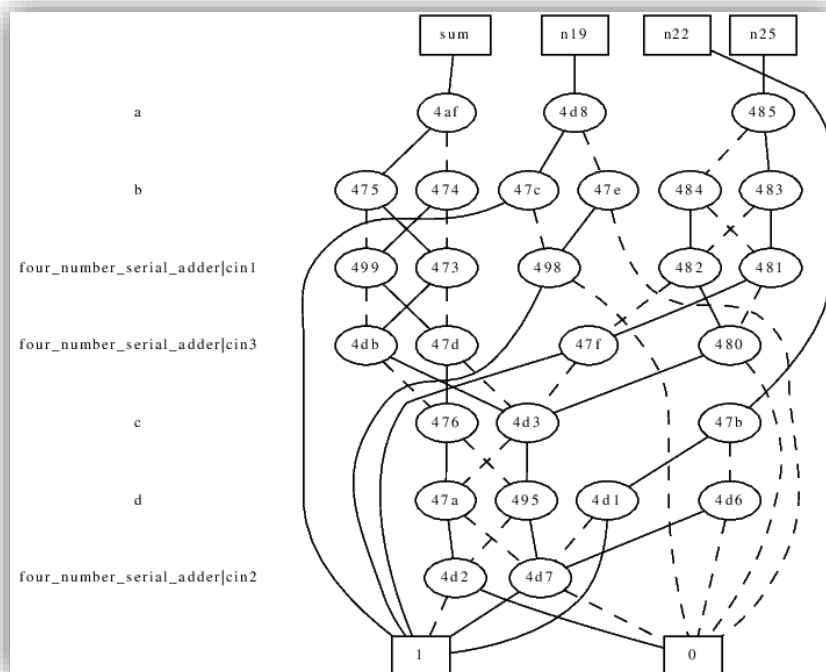 sum n19 n22 n25
a 4af 4d8 485
b 475 474 47c 47e 484 483
four_number_serial_adder|cin1 499 473 498 482 481
four_number_serial_adder|cin3 4db 47d 47f 480
c 476 4d3 47b
d 47a 495 4d1 4d6
four_number_serial_adder|cin2 4d2 4d7
1 0